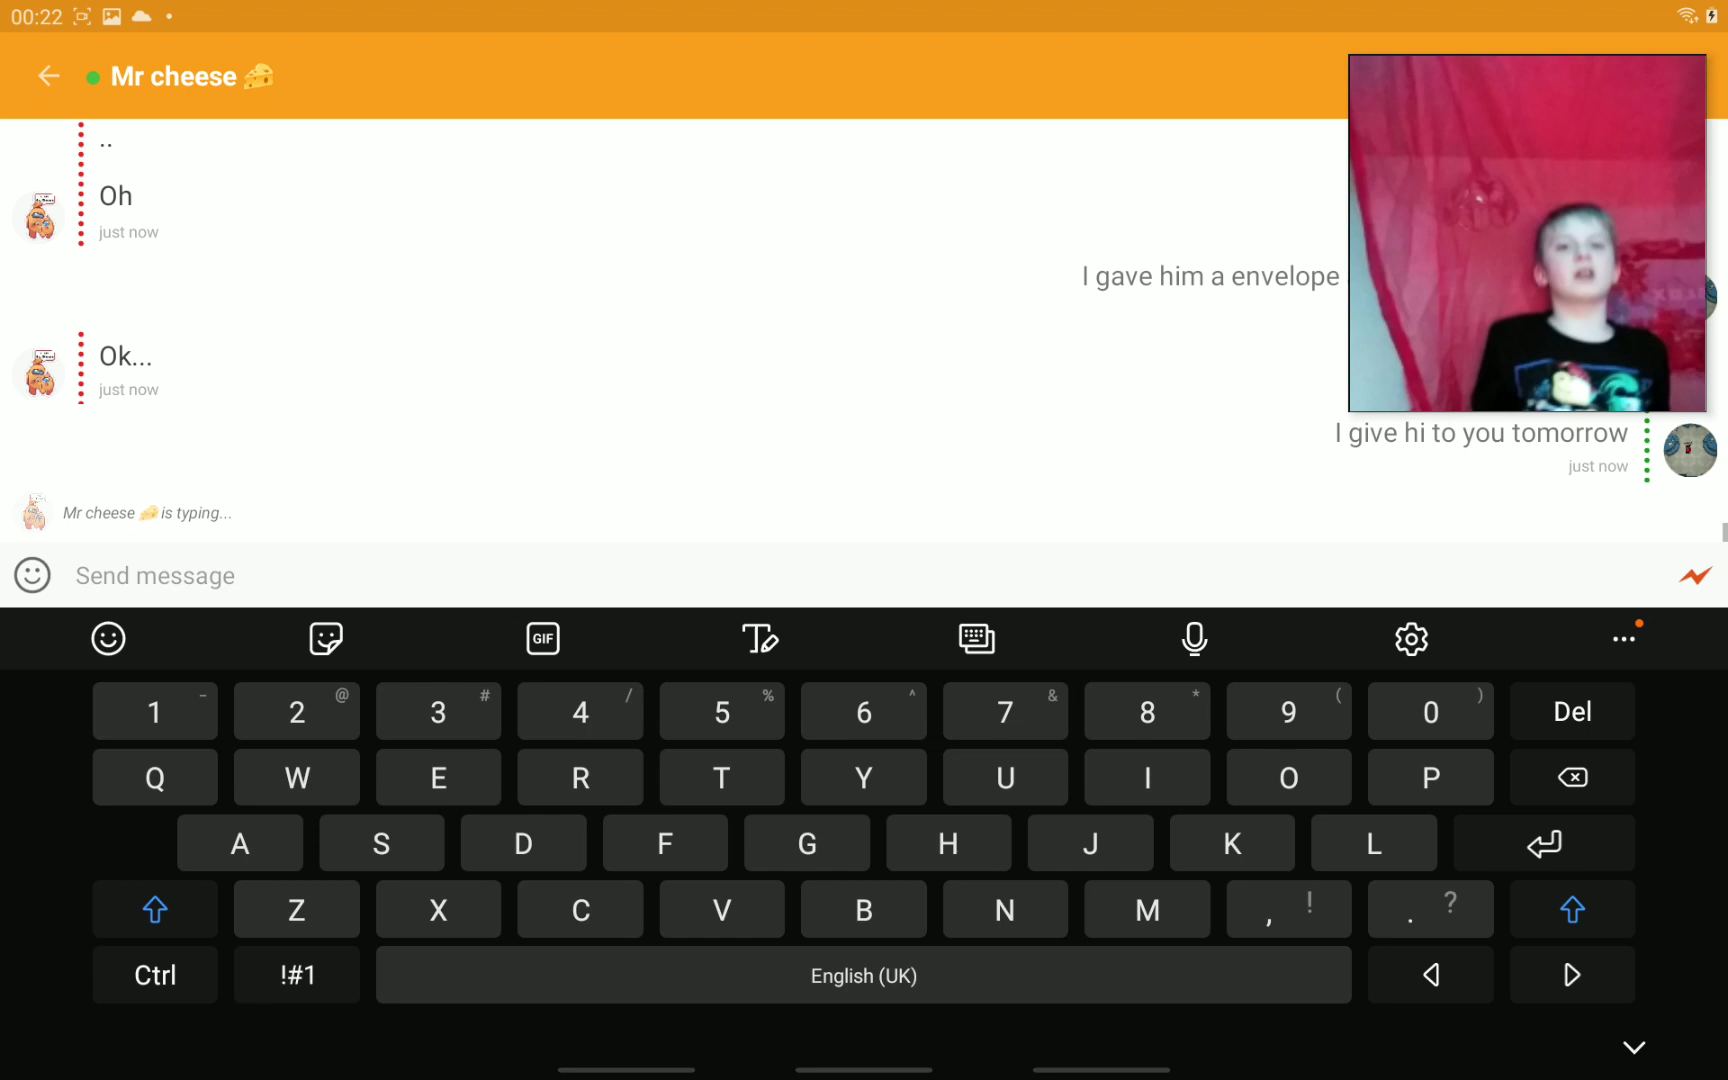 00:22
Mr cheese 🧀
..
Oh
just now
I gave him a envelope
Ok...
just now
I give hi to you tomorrow
just now
Mr cheese 🧀 is typing...
Send message
GIF
1 - 2 @ 3 # 4 / 5 % 6 ^ 7 & 8 * 9 ( 0 ) Del
Q W E R T Y U I O P
A S D F G H J K L
Z X C V B N M , ! . ?
Ctrl !#1 English (UK)